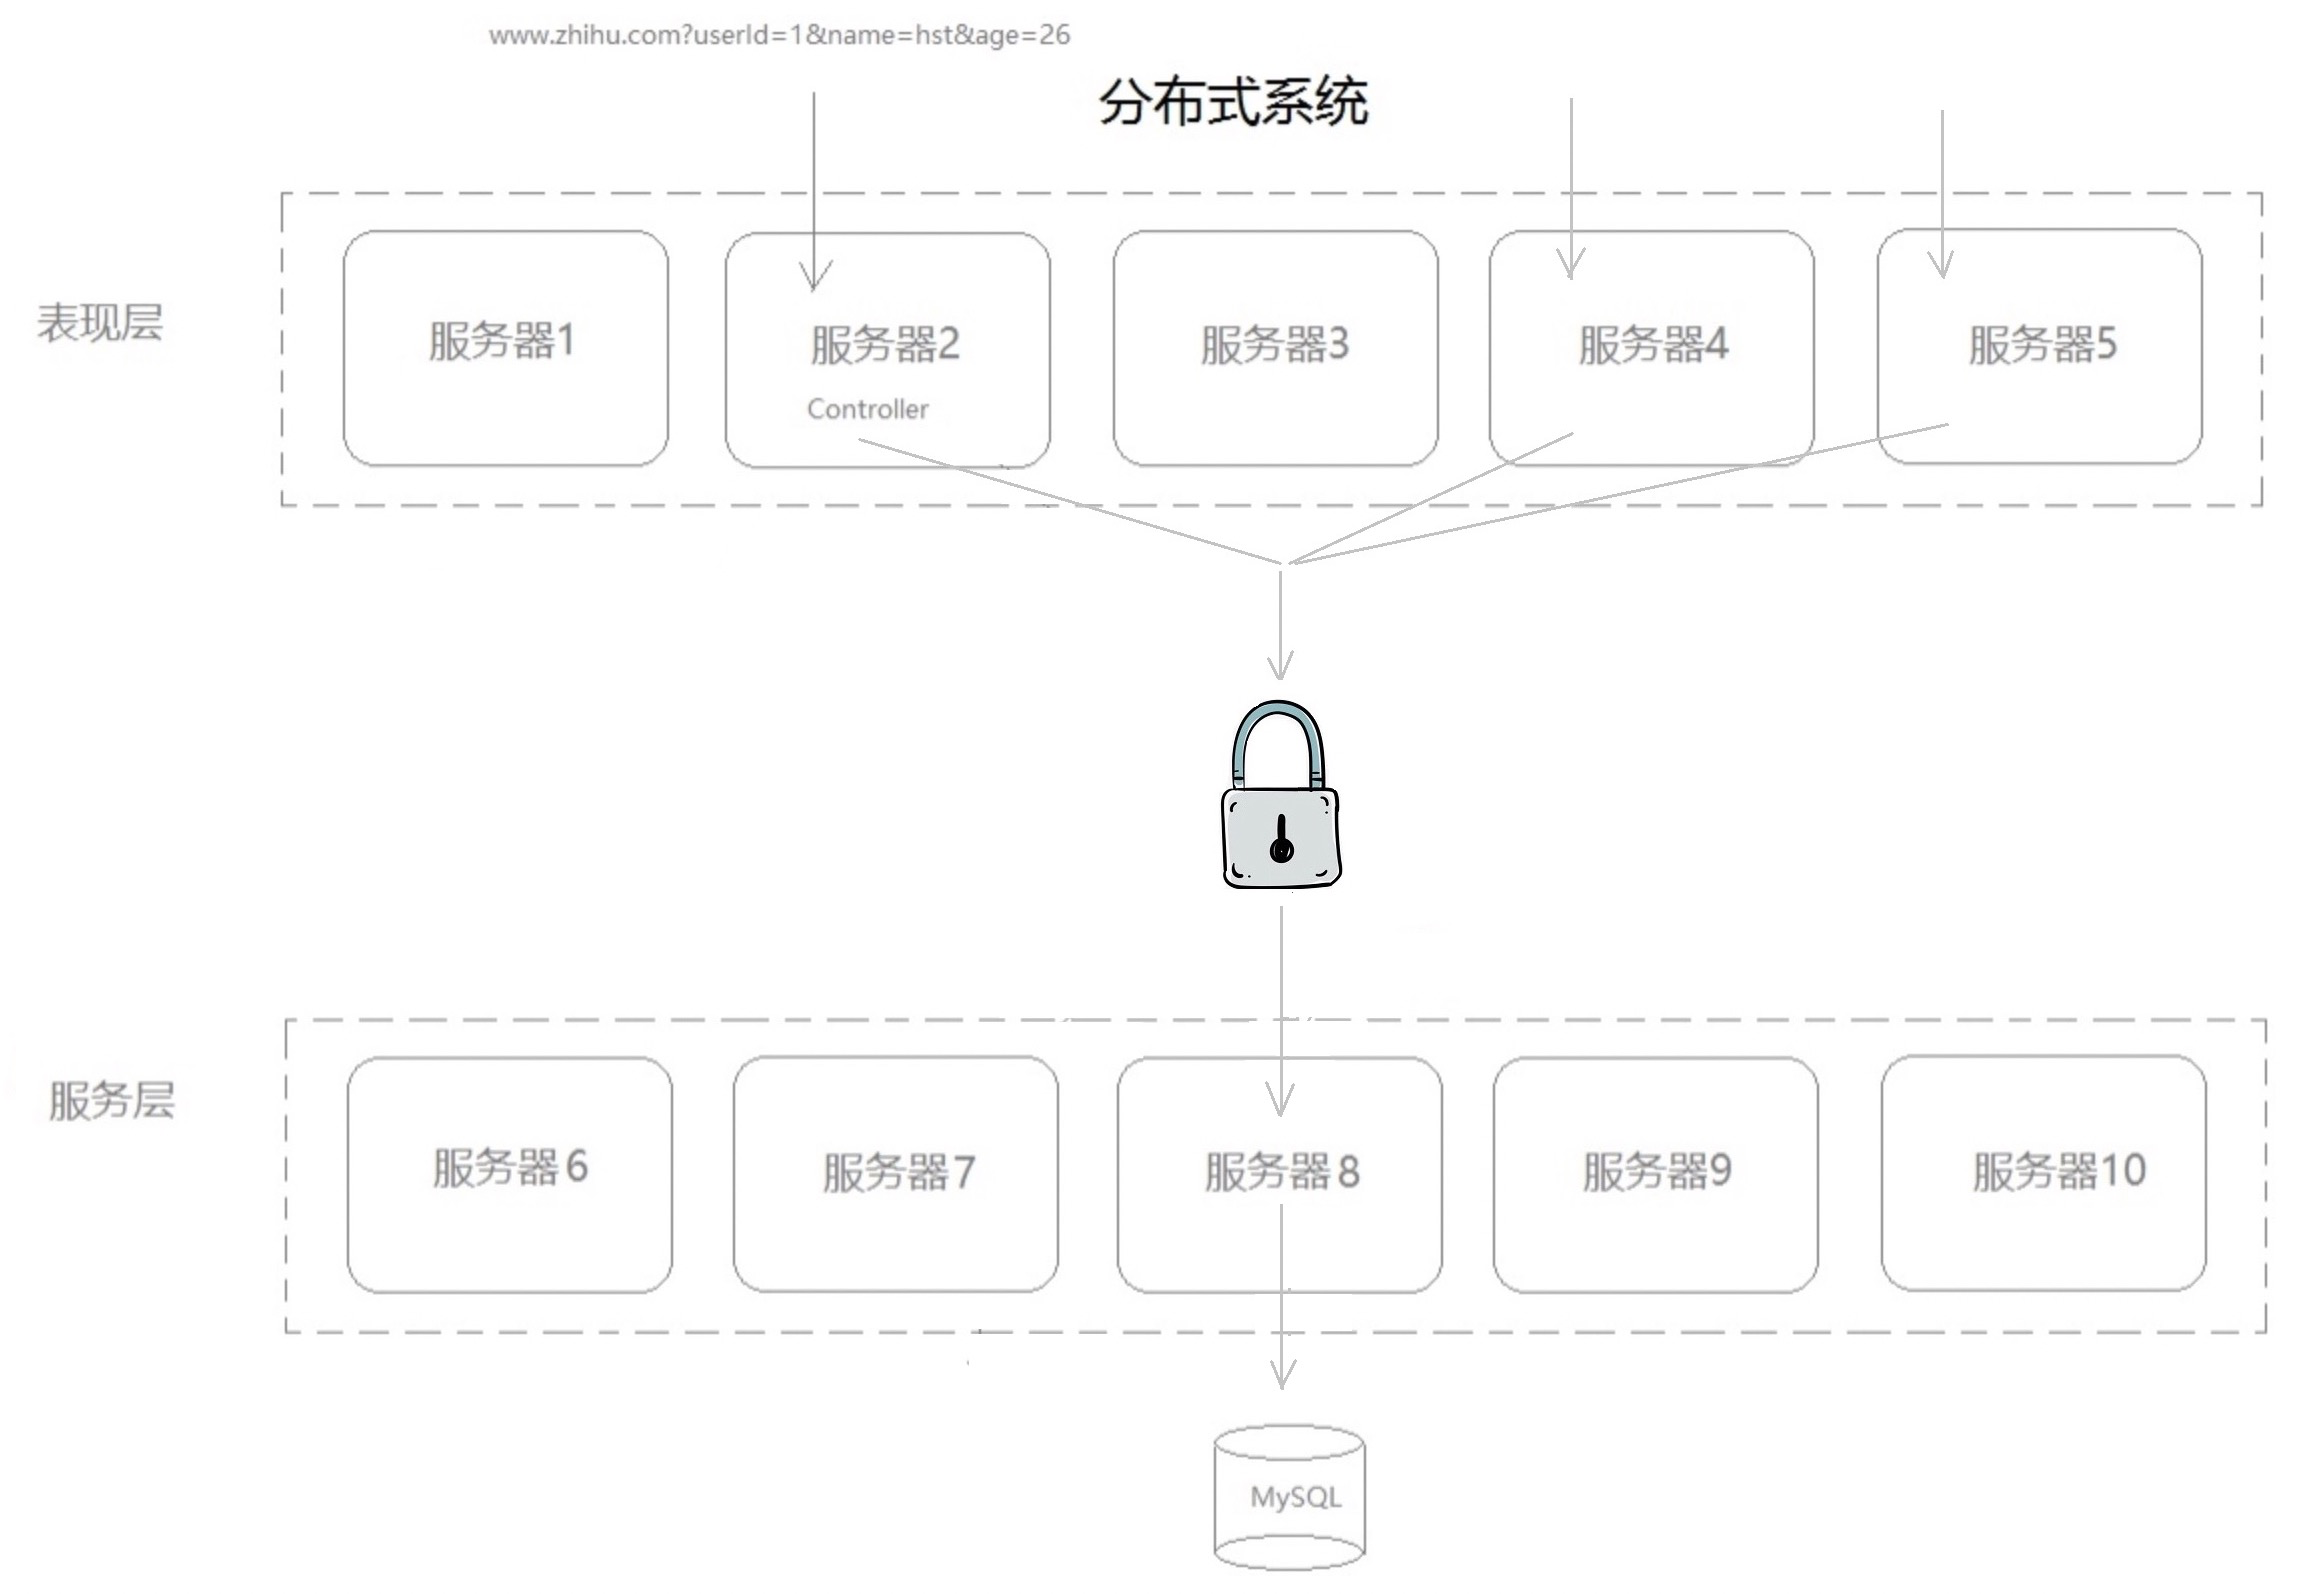 www.zhihu.com?userId=1&name=hst&age=26
分布式系统
表现层
服务器1
服务器2
Controller
服务器3
服务器4
服务器5
服务层
服务器6
服务器7
服务器8
服务器9
服务器10
MySQL